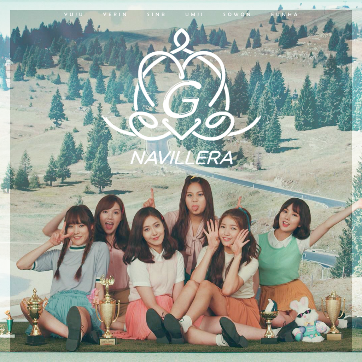 YUJU YERIN SINB UMJI SOWON EUNHA
G
NAVILLERA